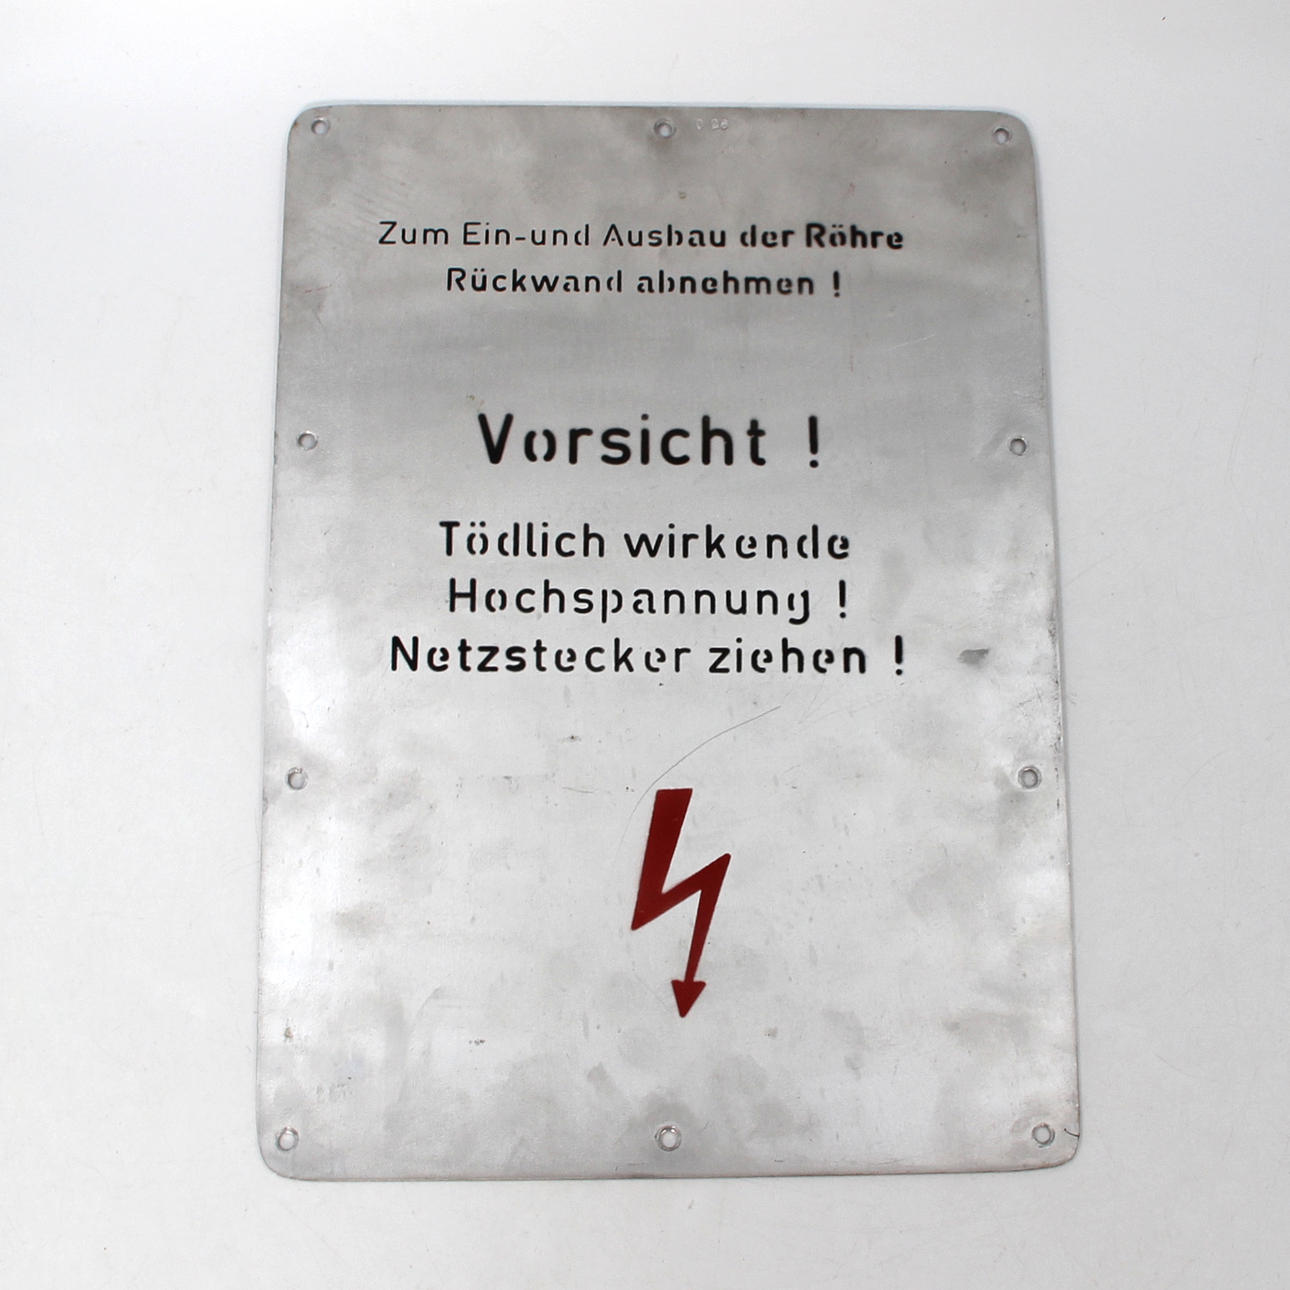 Zum Ein-und Ausbau der Röhre
Rückwand abnehmen !
Vorsicht !
Tödlich wirkende
Hochspannung !
Netzstecker ziehen !